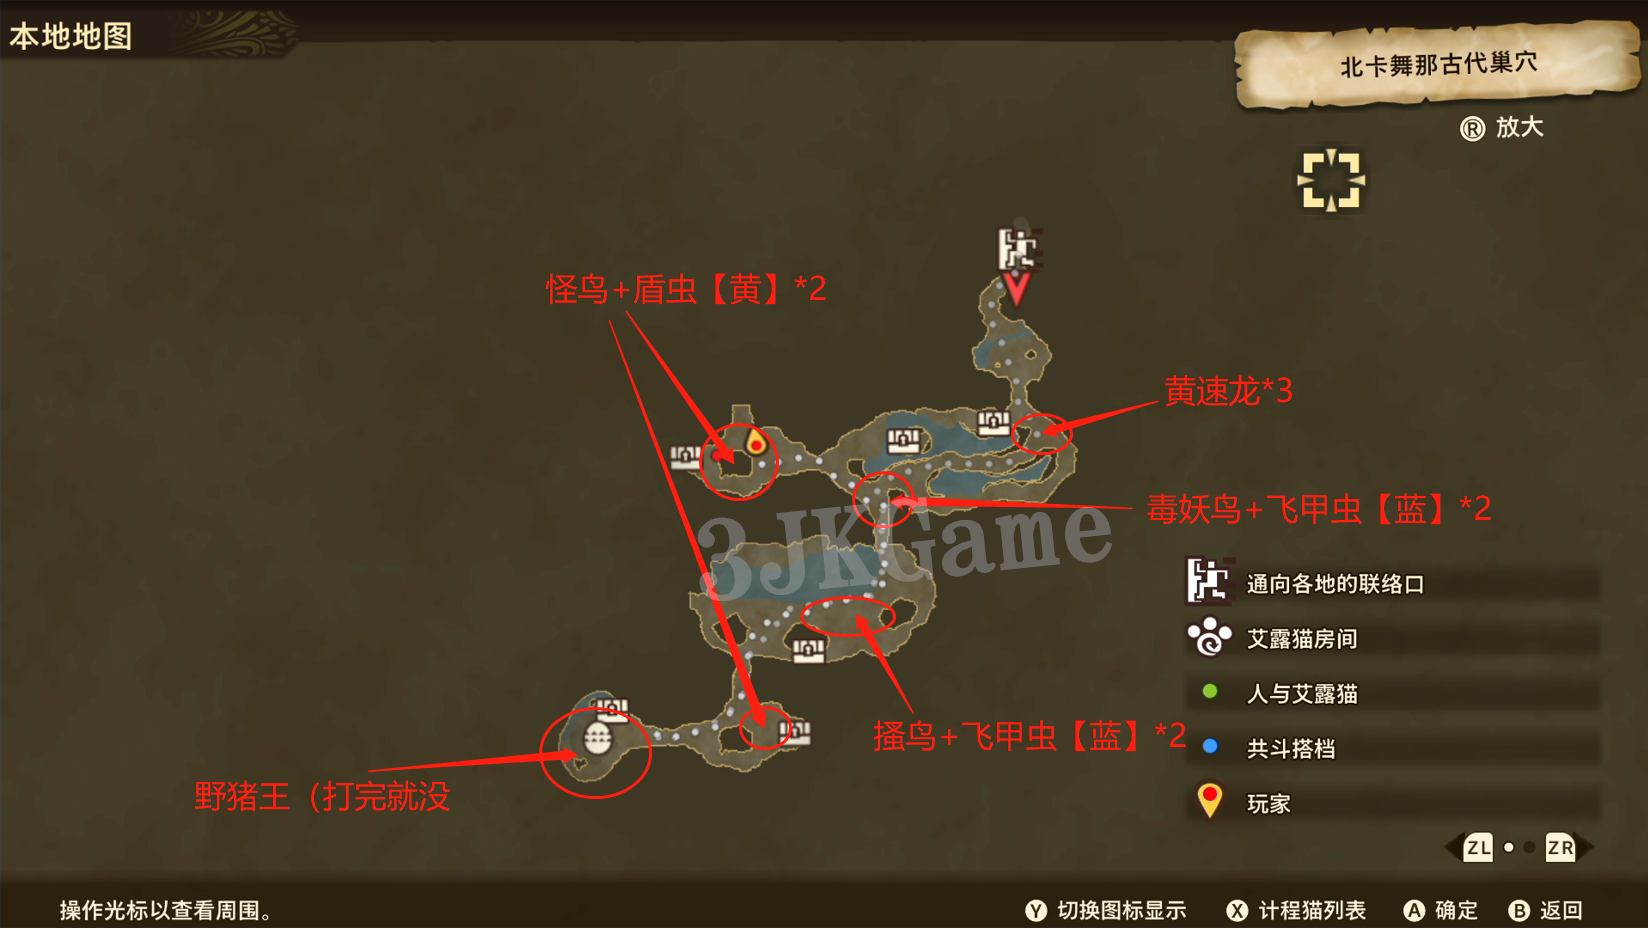 本地地图
北卡舞那古代巢穴
R 放大
怪鸟+盾虫【黄】*2
黄速龙*3
毒妖鸟+飞甲虫【蓝】*2
3JKGame
通向各地的联络口
艾露猫房间
人与艾露猫
搔鸟+飞甲虫【蓝】*2
共斗搭档
野猪王（打完就没
玩家
ZL ZR
操作光标以查看周围。
Y 切换图标显示 X 计程猫列表 A 确定 B 返回